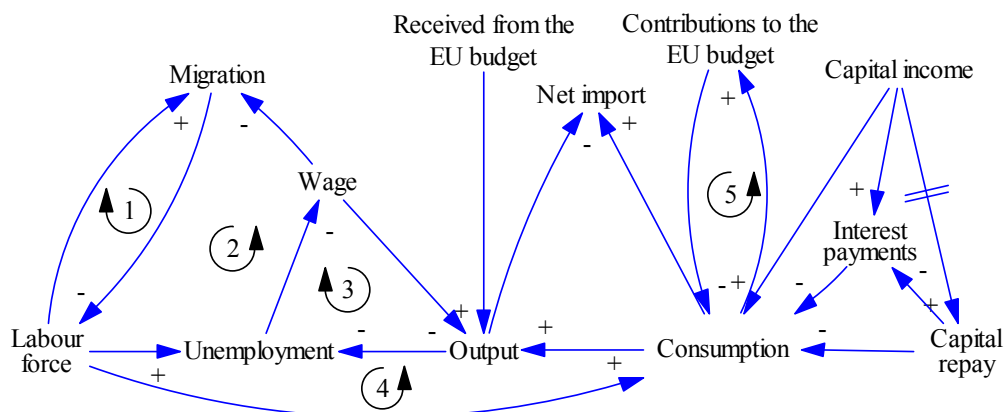 Received from the
EU budget
Contributions to the
EU budget
Migration
Capital income
Net import
+
-
+
+
-
Wage
1
5
+
2
-
Interest
payments
3
-
-
-
+
-
+
+
-
-
+
-
Labour
force
Unemployment
Output
Consumption
Capital
repay
+
4
+